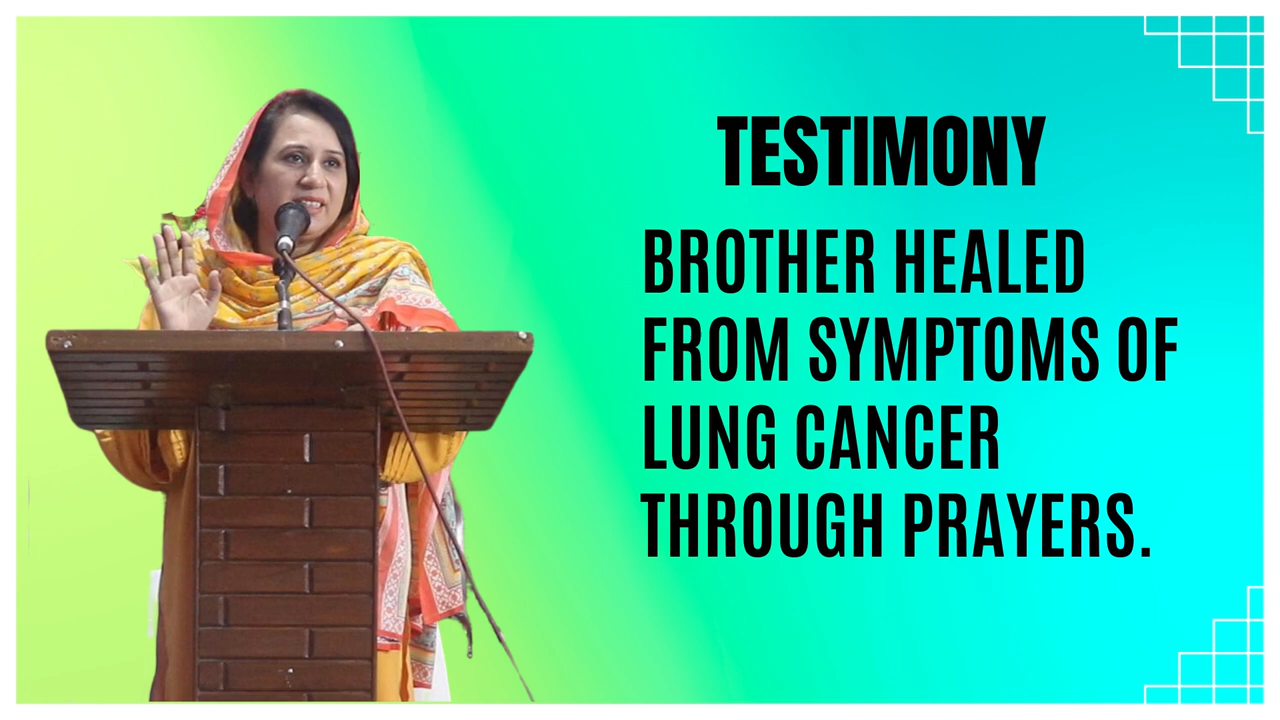 TESTIMONY
BROTHER HEALED
FROM SYMPTOMS OF
LUNG CANCER
THROUGH PRAYERS.